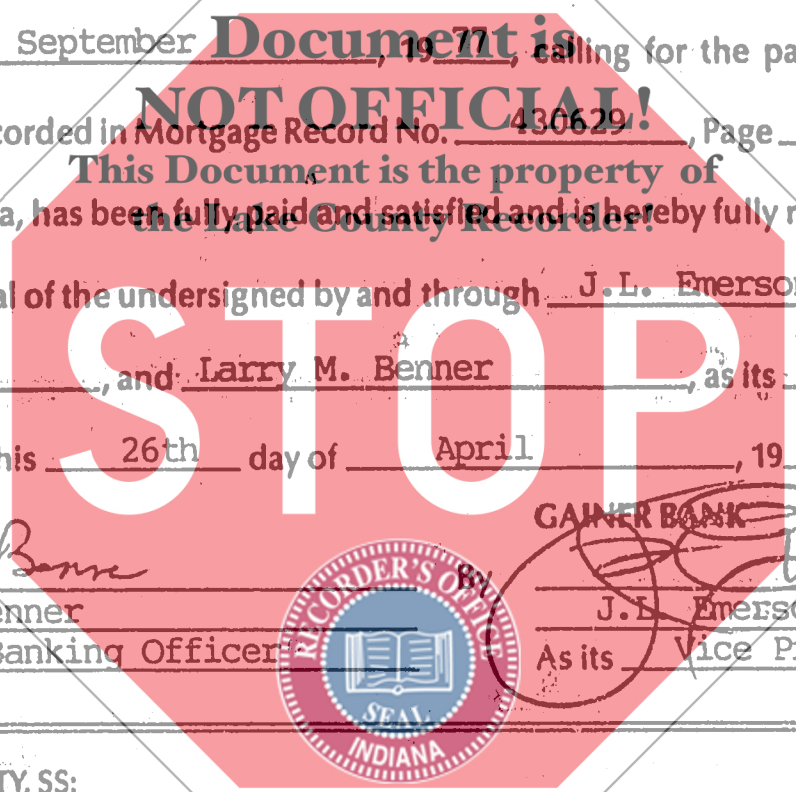 September Document is , 19 77, calling for the pa
NOT OFFICIAL!
corded in Mortgage Record No. 430629, Page
This Document is the property of
a, has been fully paid and satisfied and is hereby fully r
the Lake County Recorder!
al of the undersigned by and through J.L. Emerson
STOP
, and Larry M. Benner , as its
his 26th day of April , 19
GAINER BANK
Benne
BY
enner J.L. Emerso
Banking Officer As its Vice P
RECORDER'S OFFICE
SEAL
INDIANA
TY, SS: